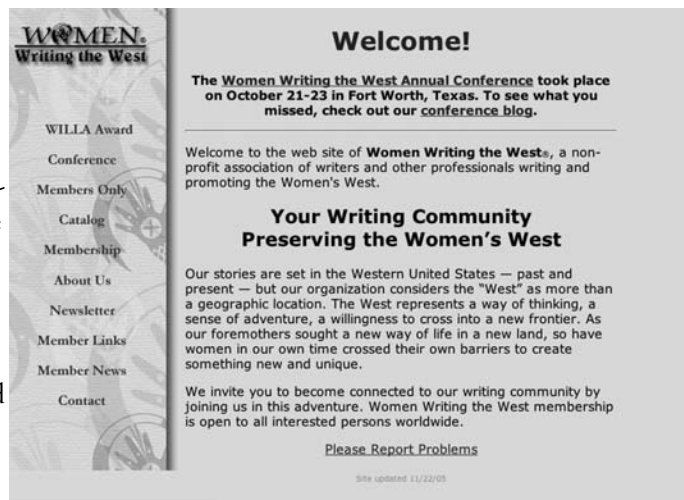 WOMEN®
Writing the West
WILLA Award
Conference
Members Only
Catalog
Membership
About Us
Newsletter
Member Links
Member News
Contact
Welcome!
The Women Writing the West Annual Conference took place
on October 21-23 in Fort Worth, Texas. To see what you
missed, check out our conference blog.
Welcome to the web site of Women Writing the West®, a non-
profit association of writers and other professionals writing and
promoting the Women's West.
Your Writing Community
Preserving the Women’s West
Our stories are set in the Western United States — past and
present — but our organization considers the “West” as more than
a geographic location. The West represents a way of thinking, a
sense of adventure, a willingness to cross into a new frontier. As
our foremothers sought a new way of life in a new land, so have
women in our own time crossed their own barriers to create
something new and unique.
We invite you to become connected to our writing community by
joining us in this adventure. Women Writing the West membership
is open to all interested persons worldwide.
Please Report Problems
Site updated 11/22/05